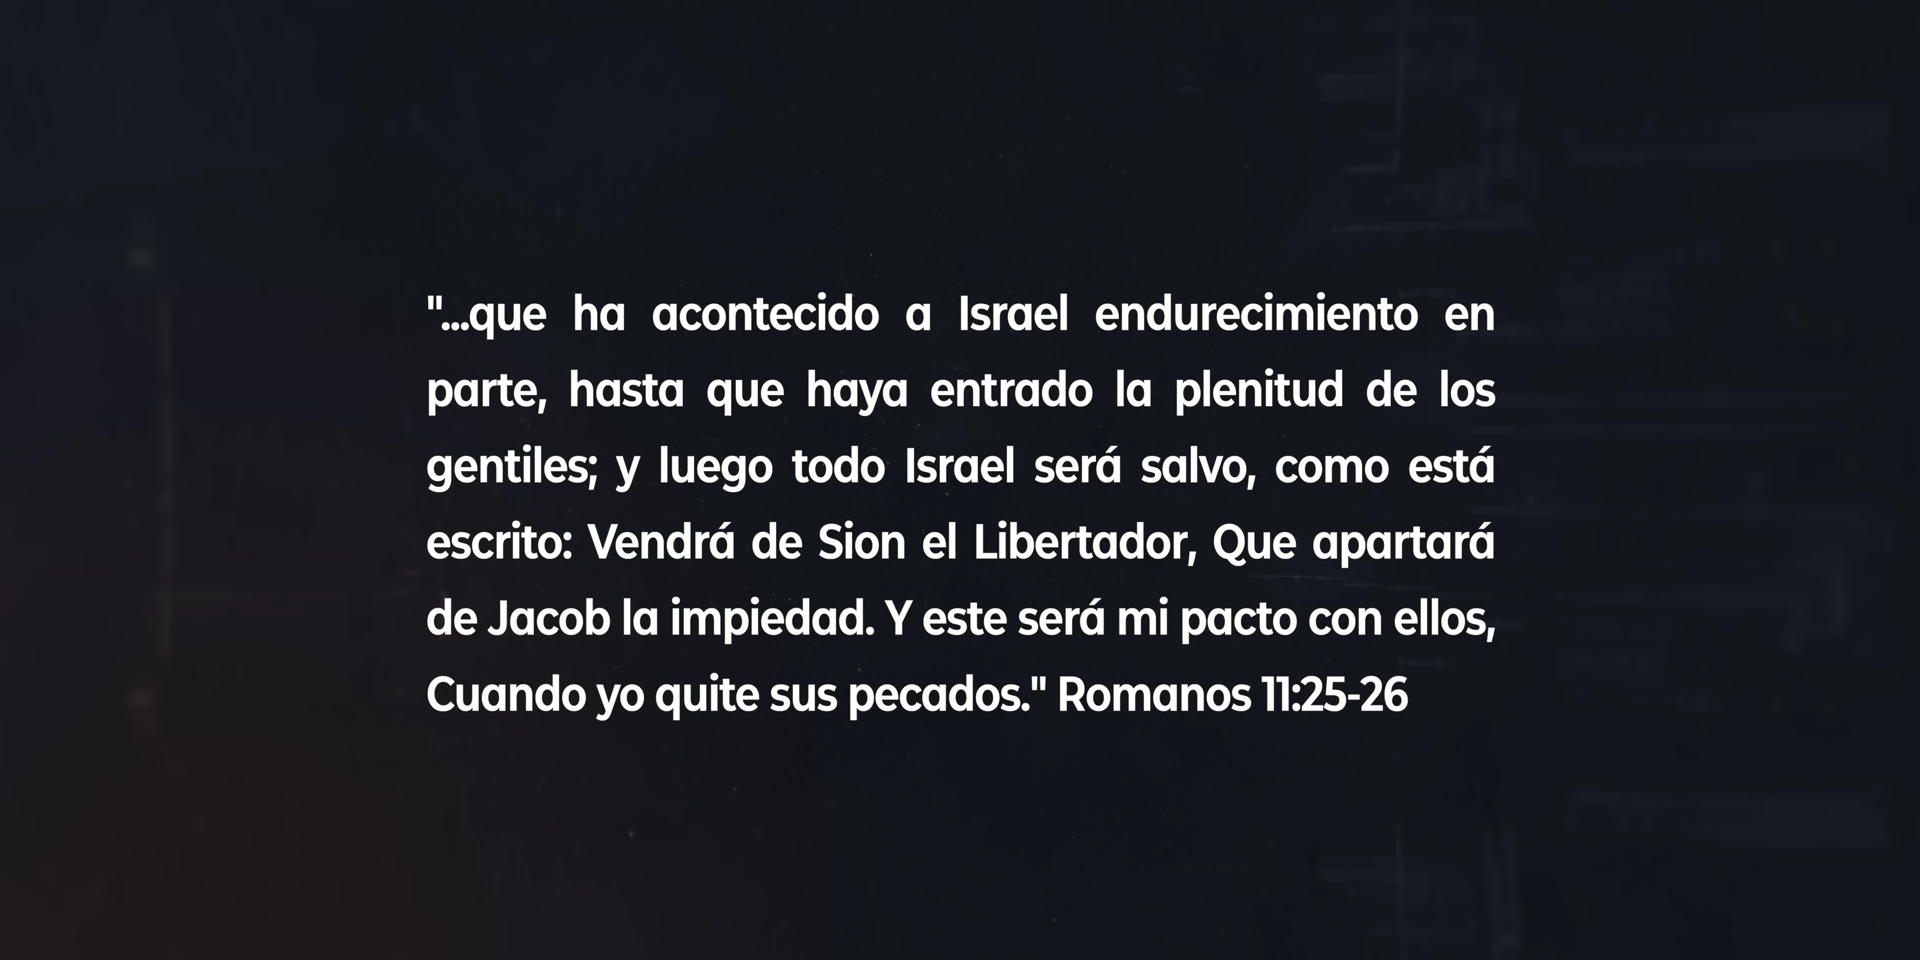 "...que ha acontecido a Israel endurecimiento en
parte, hasta que haya entrado la plenitud de los
gentiles; y luego todo Israel será salvo, como está
escrito: Vendrá de Sion el Libertador, Que apartará
de Jacob la impiedad. Y este será mi pacto con ellos,
Cuando yo quite sus pecados." Romanos 11:25-26